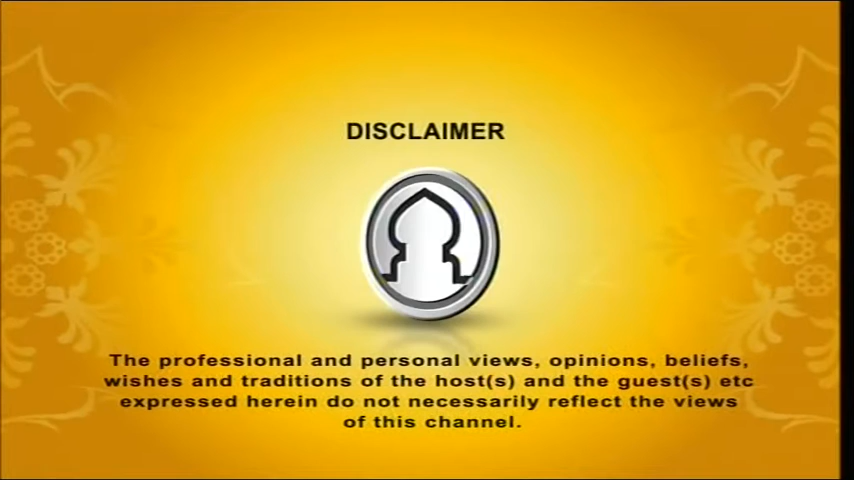 DISCLAIMER
The professional and personal views, opinions, beliefs,
wishes and traditions of the host(s) and the guest(s) etc
expressed herein do not necessarily reflect the views
of this channel.